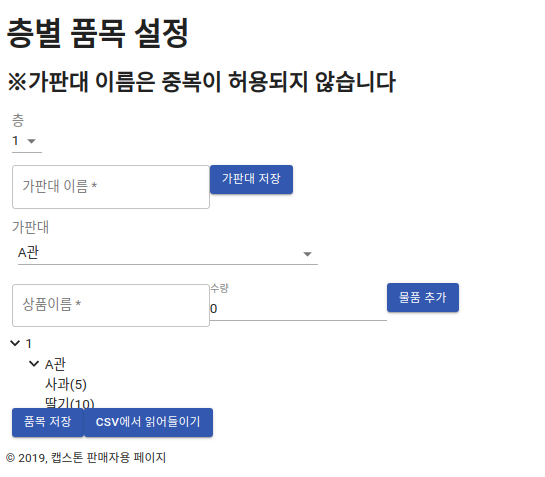 층별 품목 설정
※가판대 이름은 중복이 허용되지 않습니다
층
1
가판대 이름 * 가판대 저장
가판대
A관
상품이름 * 수량 0 물품 추가
1
A관
사과(5)
딸기(10)
품목 저장 CSV에서 읽어들이기
© 2019, 캡스톤 판매자용 페이지